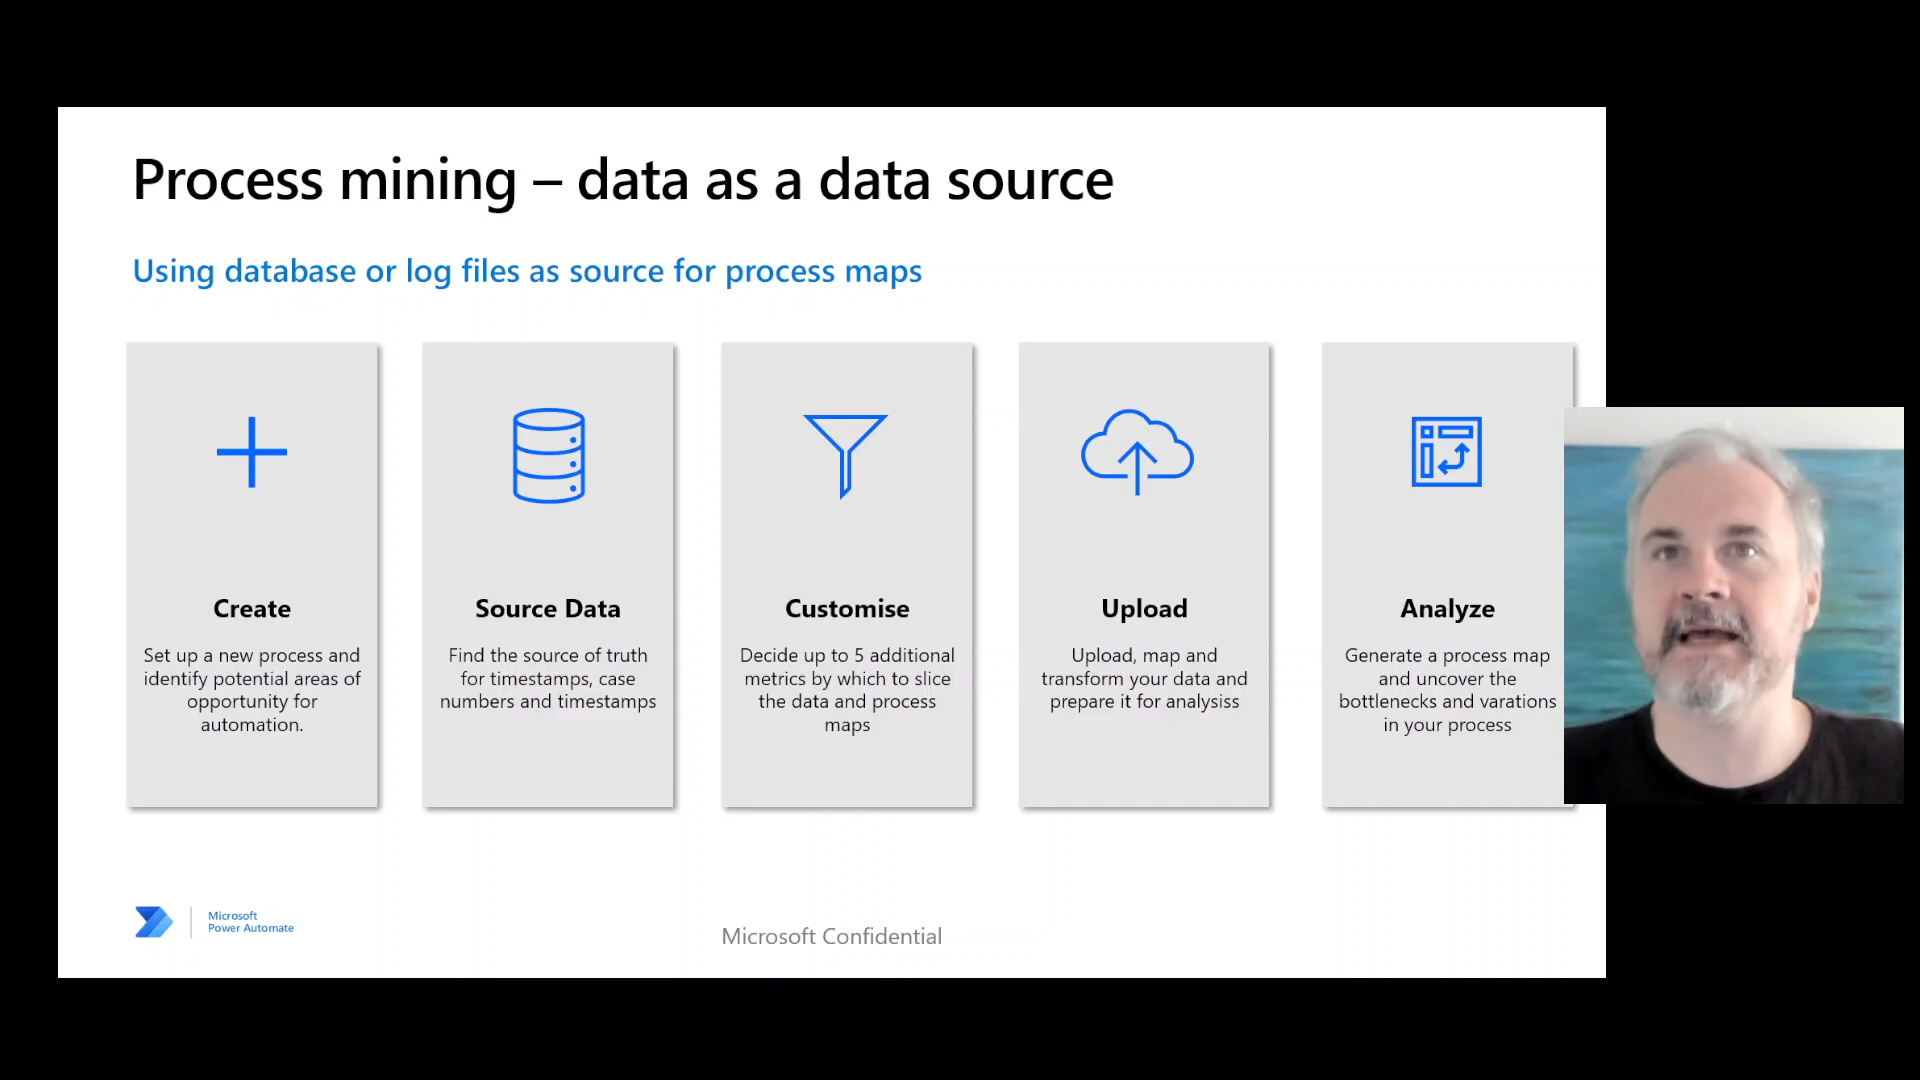 Process mining – data as a data source
Using database or log files as source for process maps
Create
Set up a new process and
identify potential areas of
opportunity for
automation.
Source Data
Find the source of truth
for timestamps, case
numbers and timestamps
Customise
Decide up to 5 additional
metrics by which to slice
the data and process
maps
Upload
Upload, map and
transform your data and
prepare it for analysiss
Analyze
Generate a process map
and uncover the
bottlenecks and varations
in your process
Microsoft
Power Automate
Microsoft Confidential